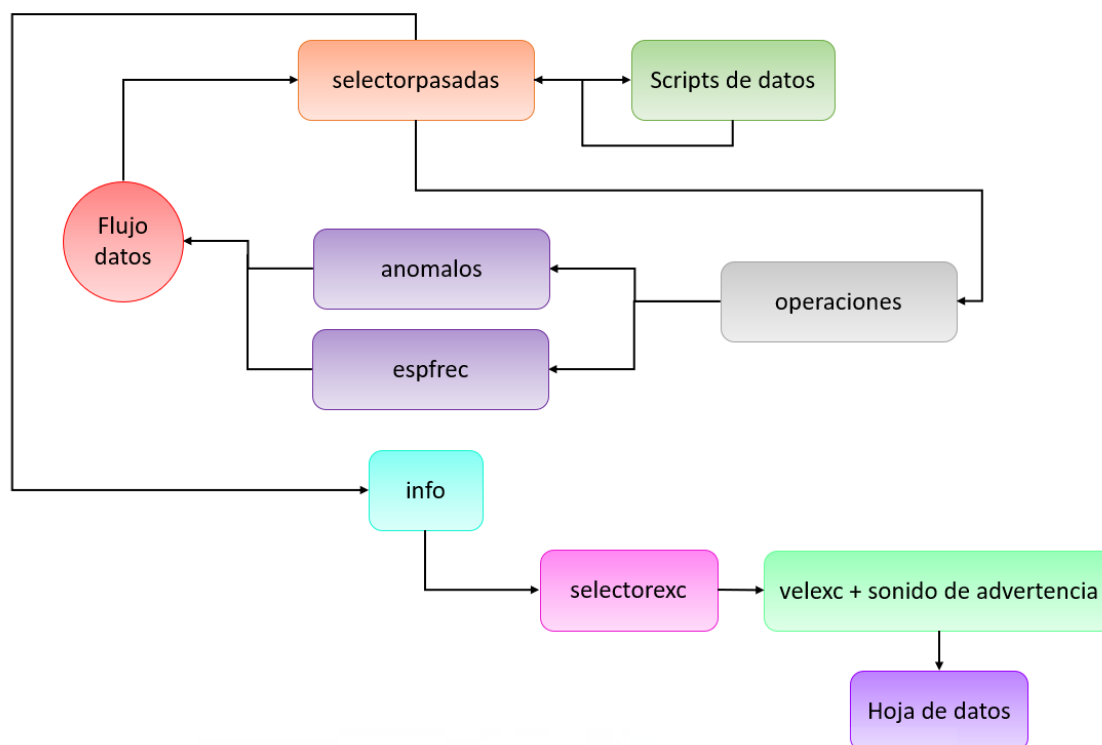 selectorpasadas
Scripts de datos
Flujo
datos
anomalos
operaciones
espfrec
info
selectorexc
velexc + sonido de advertencia
Hoja de datos